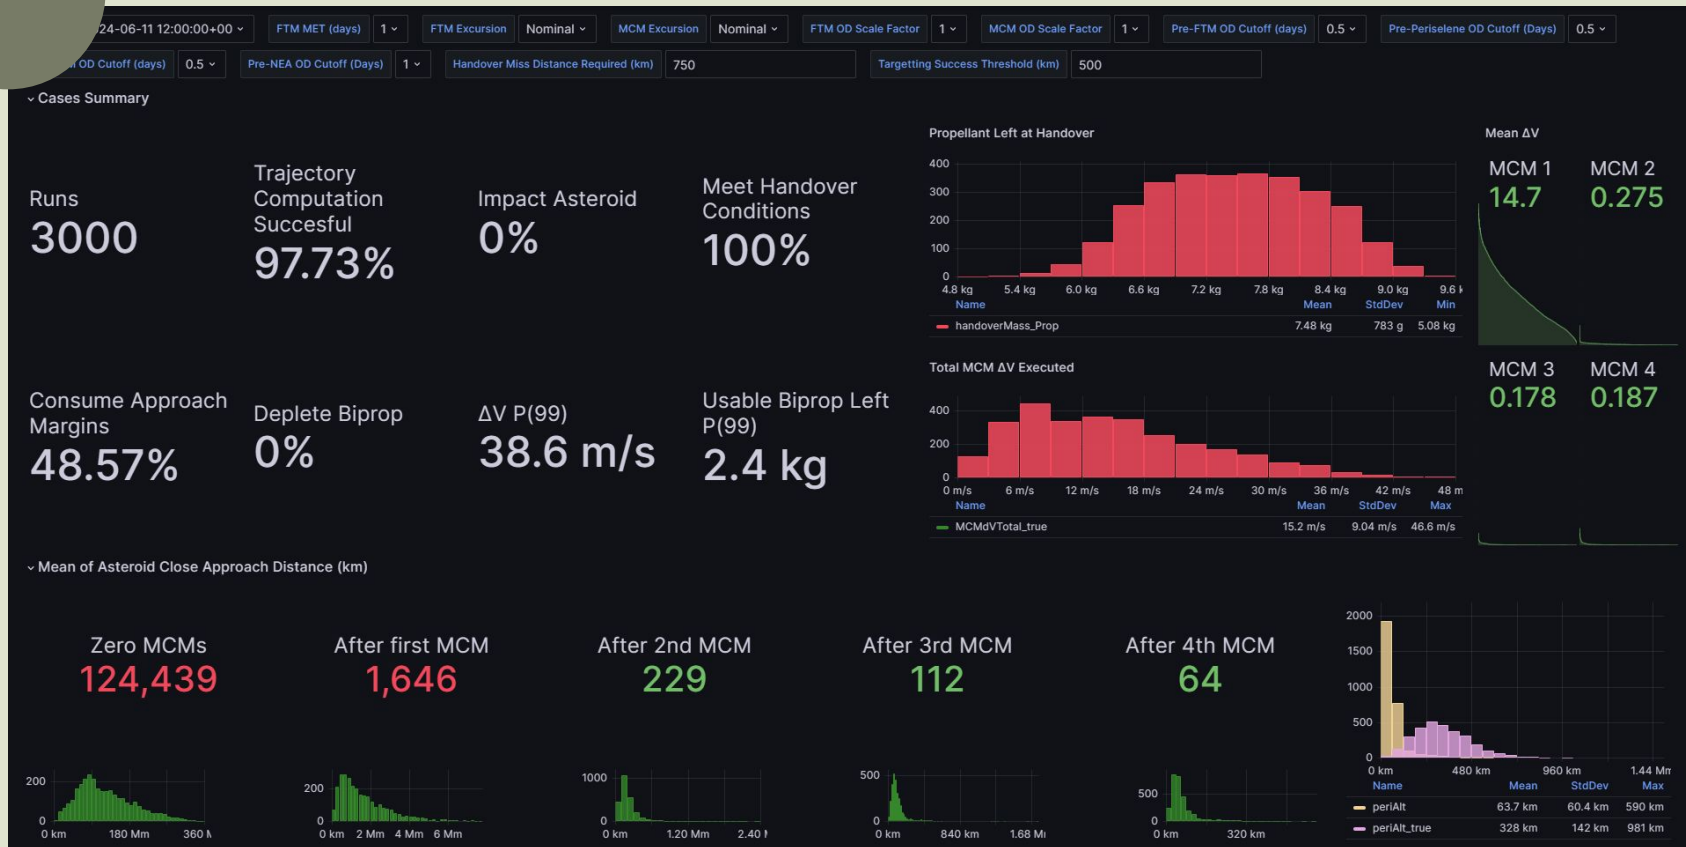 24-06-11 12:00:00+00 FTM MET (days) 1 FTM Excursion Nominal MCM Excursion Nominal FTM OD Scale Factor 1 MCM OD Scale Factor 1 Pre-FTM OD Cutoff (days) 0.5 Pre-Periselene OD Cutoff (Days) 0.5
OD Cutoff (days) 0.5 Pre-NEA OD Cutoff (Days) 1 Handover Miss Distance Required (km) 750 Targetting Success Threshold (km) 500
Cases Summary
Runs
3000
Trajectory
Computation
Succesful
97.73%
Impact Asteroid
0%
Meet Handover
Conditions
100%
Consume Approach
Margins
48.57%
Deplete Biprop
0%
ΔV P(99)
38.6 m/s
Usable Biprop Left
P(99)
2.4 kg
Propellant Left at Handover
400
300
200
100
0
4.8 kg 5.4 kg 6.0 kg 6.6 kg 7.2 kg 7.8 kg 8.4 kg 9.0 kg 9.6
Name Mean StdDev Min
handoverMass_Prop 7.48 kg 783 g 5.08 kg
Total MCM ΔV Executed
400
200
0
0 m/s 6 m/s 12 m/s 18 m/s 24 m/s 30 m/s 36 m/s 42 m/s 48 m
Name Mean StdDev Max
MCMdVTotal_true 15.2 m/s 9.04 m/s 46.6 m/s
Mean ΔV
MCM 1 MCM 2
14.7 0.275
MCM 3 MCM 4
0.178 0.187
Mean of Asteroid Close Approach Distance (km)
Zero MCMs
124,439
200
0
0 km 180 Mm 360
After first MCM
1,646
200
0
0 km 2 Mm 4 Mm 6 Mm
After 2nd MCM
229
1000
0
0 km 1.20 Mm 2.40
After 3rd MCM
112
500
0
0 km 840 km 1.68 M
After 4th MCM
64
500
0
0 km 320 km
2000
1500
1000
500
0
0 km 480 km 960 km 1.44 Mm
Name Mean StdDev Max
periAlt 63.7 km 60.4 km 590 km
periAlt_true 328 km 142 km 981 km